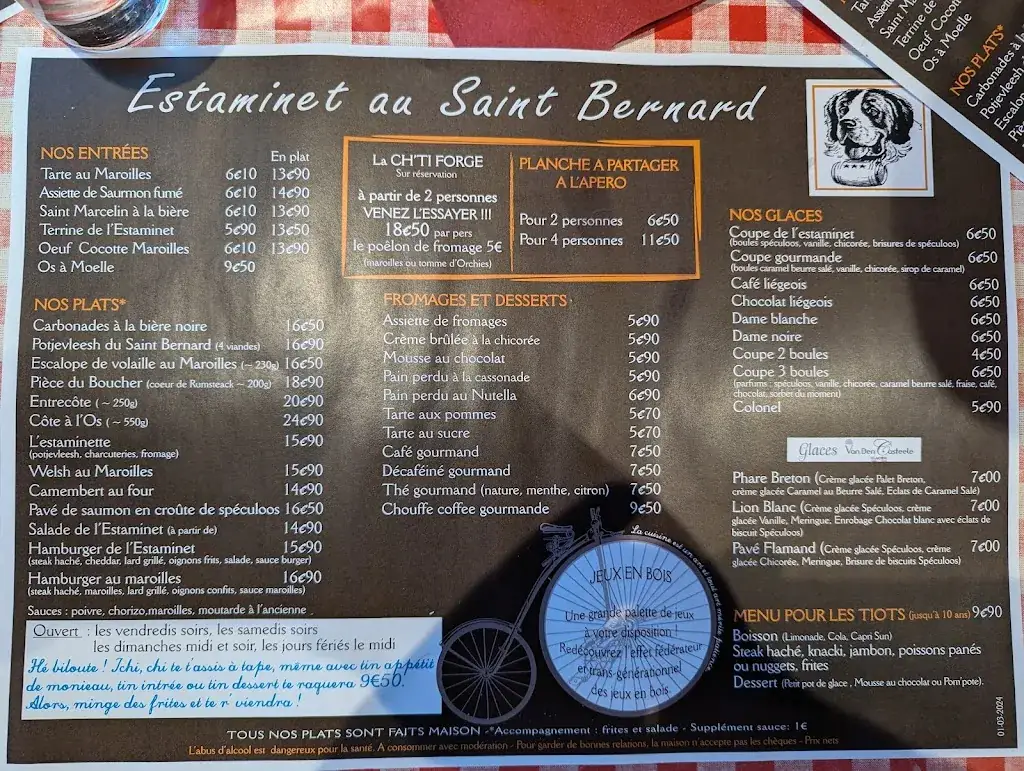 Estaminet au Saint Bernard
NOS ENTRÉES
En plat
Tarte au Maroilles 6€10 13€90
Assiette de Saurmon fumé 6€10 14€90
Saint Marcelin à la bière 6€10 13€90
Terrine de l'Estaminet 5€90 13€50
Oeuf Cocotte Maroilles 6€10 13€90
Os à Moelle 9€50
NOS PLATS*
Carbonades à la bière noire 16€50
Potjevleesh du Saint Bernard (4 viandes) 16€90
Escalope de volaille au Maroilles (~ 230g) 16€50
Pièce du Boucher (coeur de Rumsteack ~ 200g) 18€90
Entrecôte (~ 250g) 20€90
Côte à l'Os (~ 550g) 24€90
L'estaminette 15€90
(potjevleesh, charcuteries, fromage)
Welsh au Maroilles 15€90
Camembert au four 14€90
Pavé de saumon en croûte de spéculoos 16€50
Salade de l'Estaminet (à partir de) 14€90
Hamburger de l'Estaminet 15€90
(steak haché, cheddar, lard grillé, oignons frits, salade, sauce burger)
Hamburger au maroilles 16€90
(steak haché, maroilles, lard grillé, oignons confits, sauce maroilles)
Sauces : poivre, chorizo,maroilles, moutarde à l'ancienne
Ouvert : les vendredis soirs, les samedis soirs
les dimanches midi et soir, les jours fériés le midi
Hé biloute ! Ichi, chi te t'assis à tape, même avec tin appétit
de monieau, tin intrée ou tin dessert te raquera 9€50.
Alors, minge des frites et te r' viendra !
La CH'TI FORGE
Sur réservation
à partir de 2 personnes
VENEZ L'ESSAYER !!!
18€50 par pers
le poêlon de fromage 5€
(maroilles ou tomme d'Orchies)
PLANCHE A PARTAGER
A L'APERO
Pour 2 personnes 6€50
Pour 4 personnes 11€50
FROMAGES ET DESSERTS
Assiette de fromages 5€90
Crème brûlée à la chicorée 5€90
Mousse au chocolat 5€90
Pain perdu à la cassonade 5€90
Pain perdu au Nutella 6€90
Tarte aux pommes 5€70
Tarte au sucre 5€70
Café gourmand 7€50
Décaféiné gourmand 7€50
Thé gourmand (nature, menthe, citron) 7€50
Chouffe coffee gourmande 9€50
La cuisine est un art
JEUX EN BOIS
Une grande palette de jeux
à votre disposition !
Redécouvrez l'effet fédérateur
et trans-générationnel
des jeux en bois
NOS GLACES
Coupe de l'estaminet 6€50
(boules spéculoos, vanille, chicorée, brisures de spéculoos)
Coupe gourmande 6€50
(boules caramel beurre salé, vanille, chicorée, sirop de caramel)
Café liégeois 6€50
Chocolat liégeois 6€50
Dame blanche 6€50
Dame noire 6€50
Coupe 2 boules 4€50
Coupe 3 boules 6€50
(parfums : spéculoos, vanille, chicorée, caramel beurre salé, fraise, café,
chocolat, sorbet du moment)
Colonel 5€90
Glaces Van Den Casteele
Phare Breton (Crème glacée Palet Breton, 7€00
crème glacée Caramel au Beurre Salé, Eclats de Caramel Salé)
Lion Blanc (Crème glacée Spéculoos, crème 7€00
glacée Vanille, Meringue, Enrobage Chocolat blanc avec éclats de
biscuit Spéculoos)
Pavé Flamand (Crème glacée Spéculoos, crème 7€00
glacée Chicorée, Meringue, Brisure de biscuits Spéculoos)
MENU POUR LES TIOTS (jusqu'à 10 ans) 9€90
Boisson (Limonade, Cola, Capri Sun)
Steak haché, knacki, jambon, poissons panés
ou nuggets, frites
Dessert (Petit pot de glace , Mousse au chocolat ou Pom'pote).
01-03-2024
TOUS NOS PLATS SONT FAITS MAISON -*Accompagnement : frites et salade - Supplément sauce: 1€
L'abus d'alcool est dangereux pour la santé. A consommer avec modération - Pour garder de bonnes relations, la maison n'accepte pas les chèques - Prix nets
Assiette
Saint M
Terrine de
Oeuf Cocot
Os à Moelle
NOS PLATS*
Carbonades à la
Potjevleesh du
Escalo
Piè